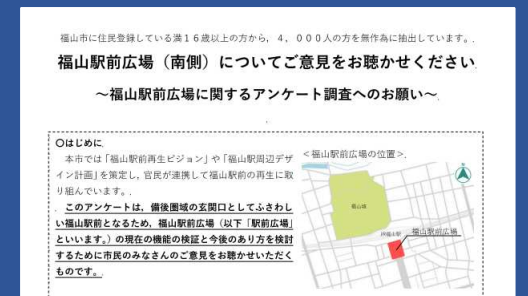 福山市に住民登録している満１６歳以上の方から，４，０００人の方を無作為に抽出しています。
福山駅前広場（南側）についてご意見をお聴かせください
～福山駅前広場に関するアンケート調査へのお願い～
〇はじめに
本市では「福山駅前再生ビジョン」や「福山駅周辺デザ
イン計画」を策定し，官民が連携して福山駅前の再生に取
り組んでいます。
このアンケートは，備後圏域の玄関口としてふさわし
い福山駅前となるため，福山駅前広場（以下「駅前広場」
といいます。）の現在の機能の検証と今後のあり方を検討
するために市民のみなさんのご意見をお聴かせいただく
ものです。
＜福山駅前広場の位置＞
福山城
JR福山駅
福山駅前広場